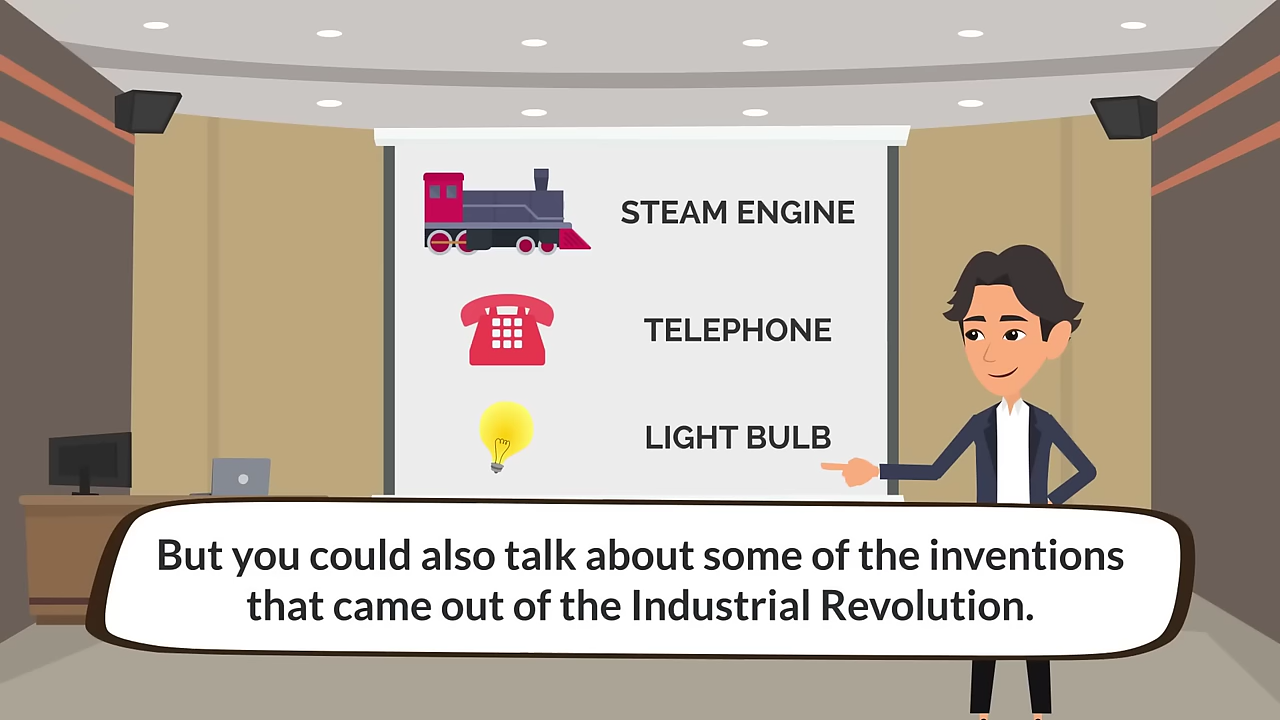 STEAM ENGINE
TELEPHONE
LIGHT BULB
But you could also talk about some of the inventions
that came out of the Industrial Revolution.